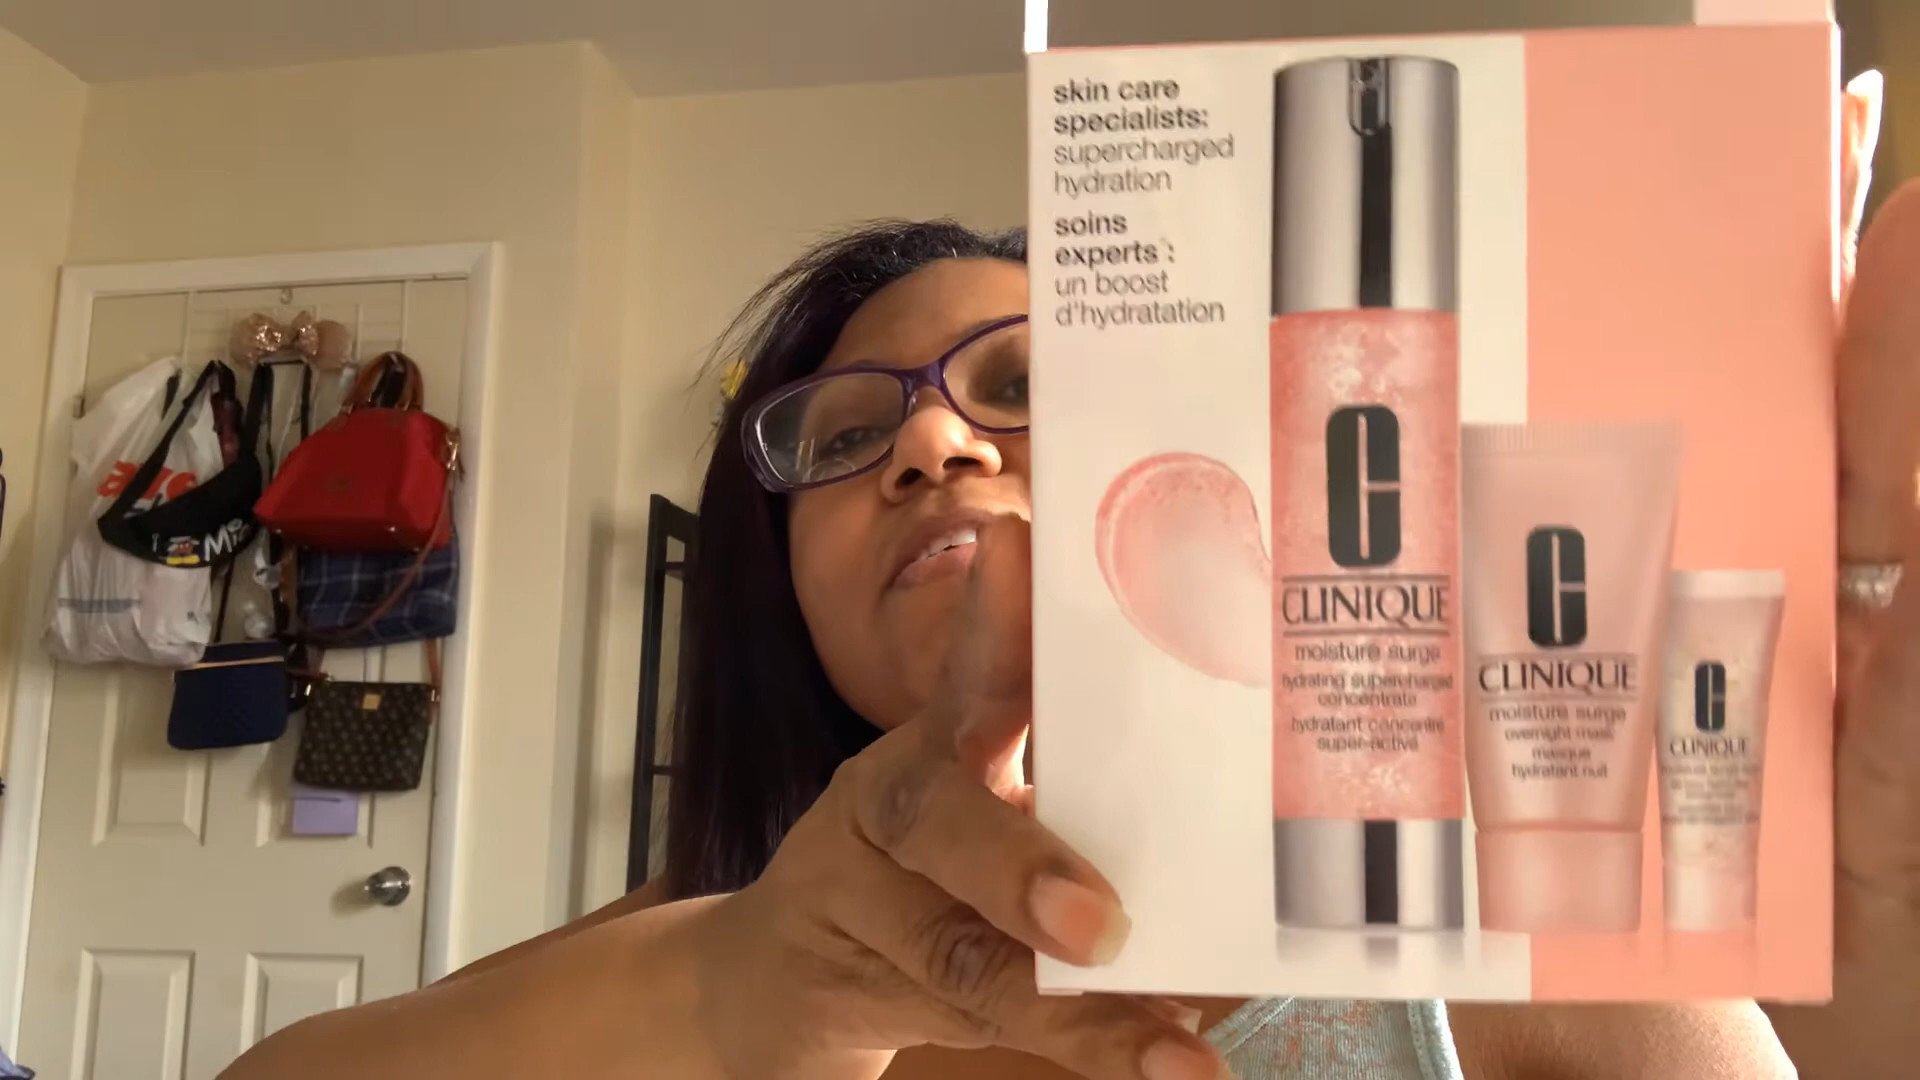 skin care
specialists:
supercharged
hydration
soins
experts :
un boost
d'hydratation
C
CLINIQUE
moisture surge
hydrating supercharged
concentrate
hydratant concentré
super-activé
C
CLINIQUE
moisture surge
overnight mask
masque
hydratant nuit
C
CLINIQUE